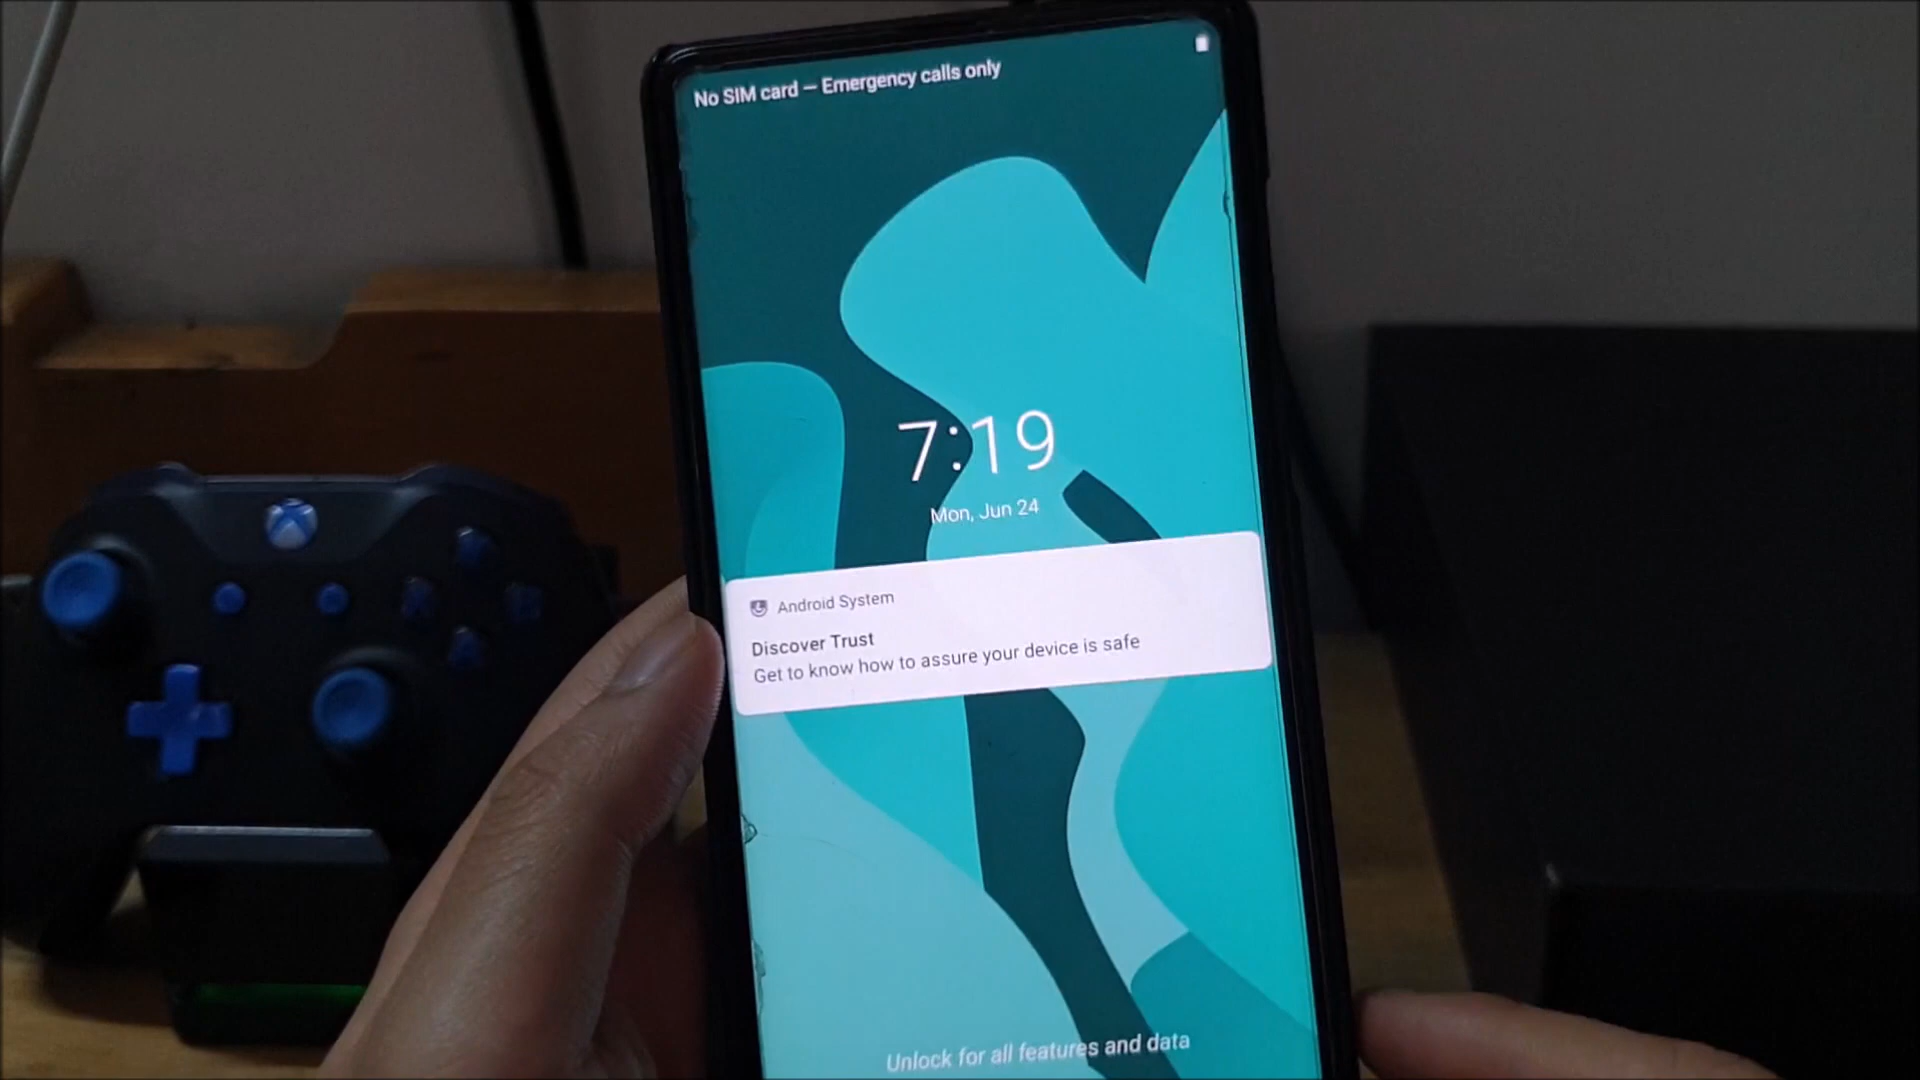 No SIM card — Emergency calls only
7:19
Mon, Jun 24
Android System
Discover Trust
Get to know how to assure your device is safe
Unlock for all features and data